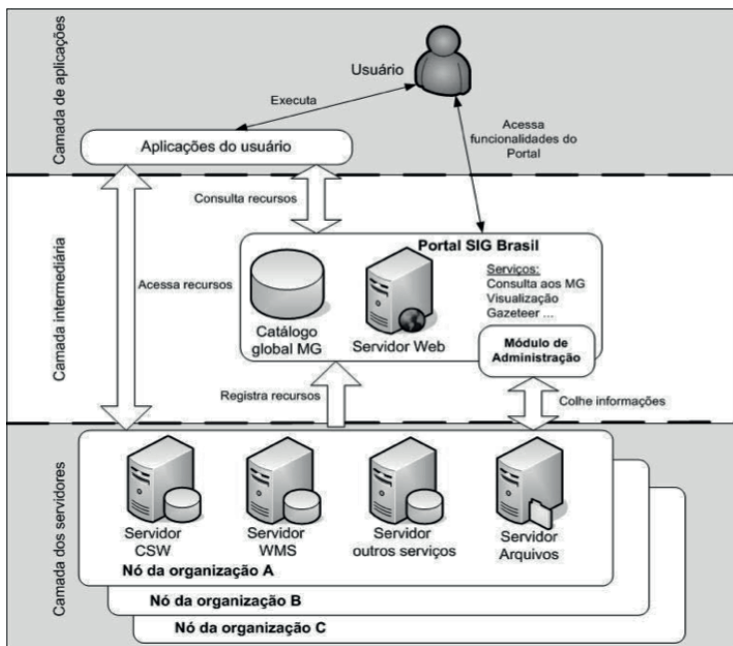 Camada de aplicações
Usuário
Executa
Acessa
funcionalidades do
Portal
Aplicações do usuário
Camada intermediária
Consulta recursos
Acessa recursos
Portal SIG Brasil
Serviços:
Consulta aos MG
Visualização
Gazeteer ...
Catálogo
global MG
Servidor Web
Módulo de
Administração
Registra recursos
Colhe informações
Camada dos servidores
Servidor
CSW
Servidor
WMS
Servidor
outros serviços
Servidor
Arquivos
Nó da organização A
Nó da organização B
Nó da organização C